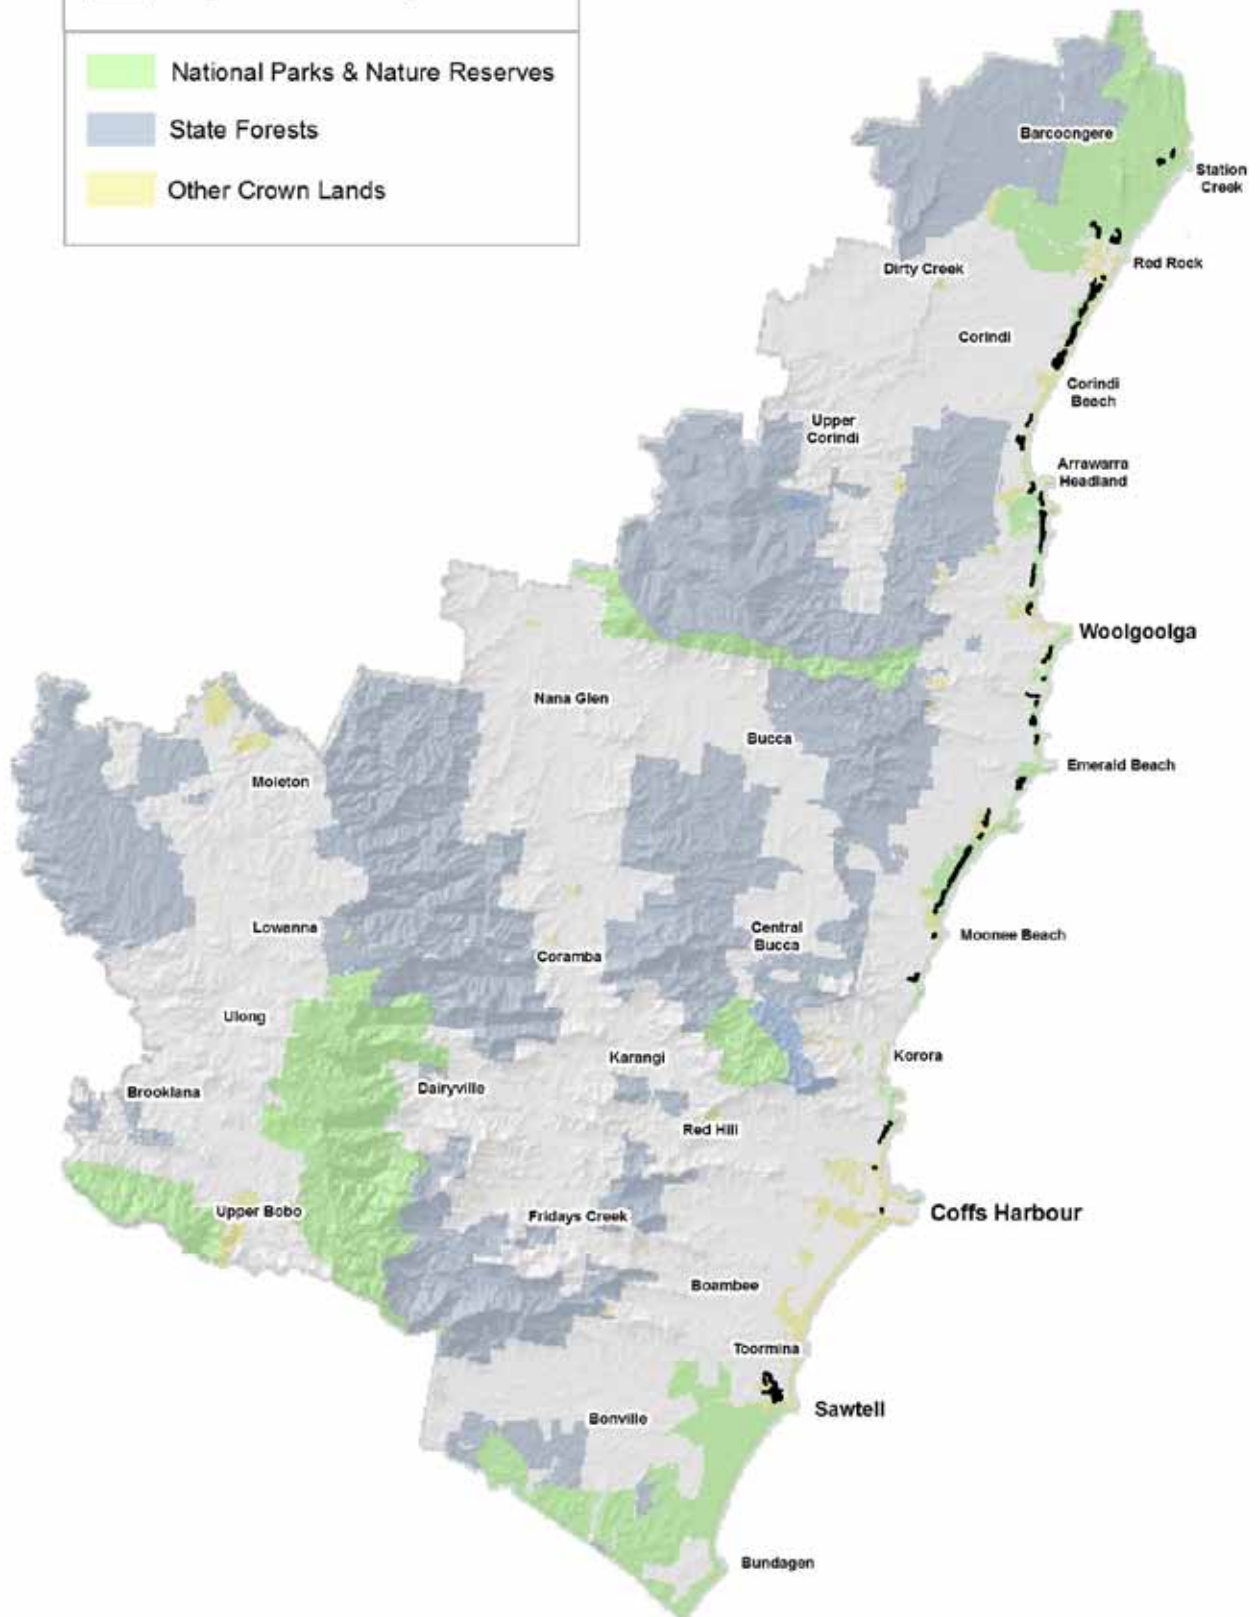 National Parks & Nature Reserves
State Forests
Other Crown Lands
Barcoongere
Station
Creek
Red Rock
Dirty Creek
Corindi
Corindi
Beach
Upper
Corindi
Arrawarra
Headland
Woolgoolga
Nana Glen
Bucca
Emerald Beach
Moleton
Lowanna
Central
Bucca
Moonee Beach
Coramba
Ulong
Karangi
Korora
Brooklana
Dairyville
Red Hill
Upper Bobo
Fridays Creek
Coffs Harbour
Boambee
Toormina
Sawtell
Bonville
Bundagen